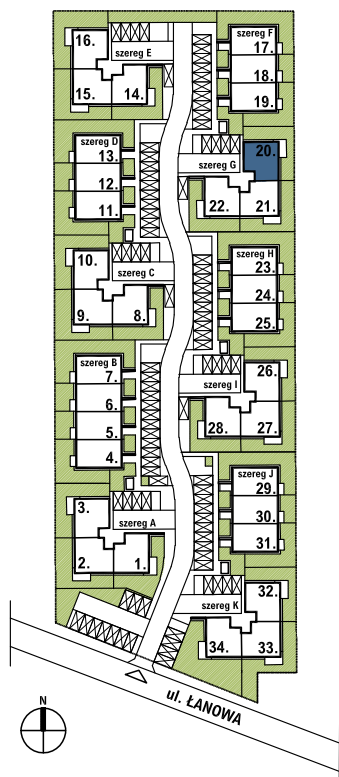 szereg F
16.
17.
szereg E
18.
15.
14.
19.
szereg D
13.
szereg G
20.
12.
11.
22.
21.
10.
szereg H
23.
szereg C
24.
9.
8.
25.
szereg B
7.
26.
6.
szereg I
5.
28.
27.
4.
szereg J
29.
3.
30.
szereg A
31.
2.
1.
32.
szereg K
34.
33.
ul. ŁANOWA
N